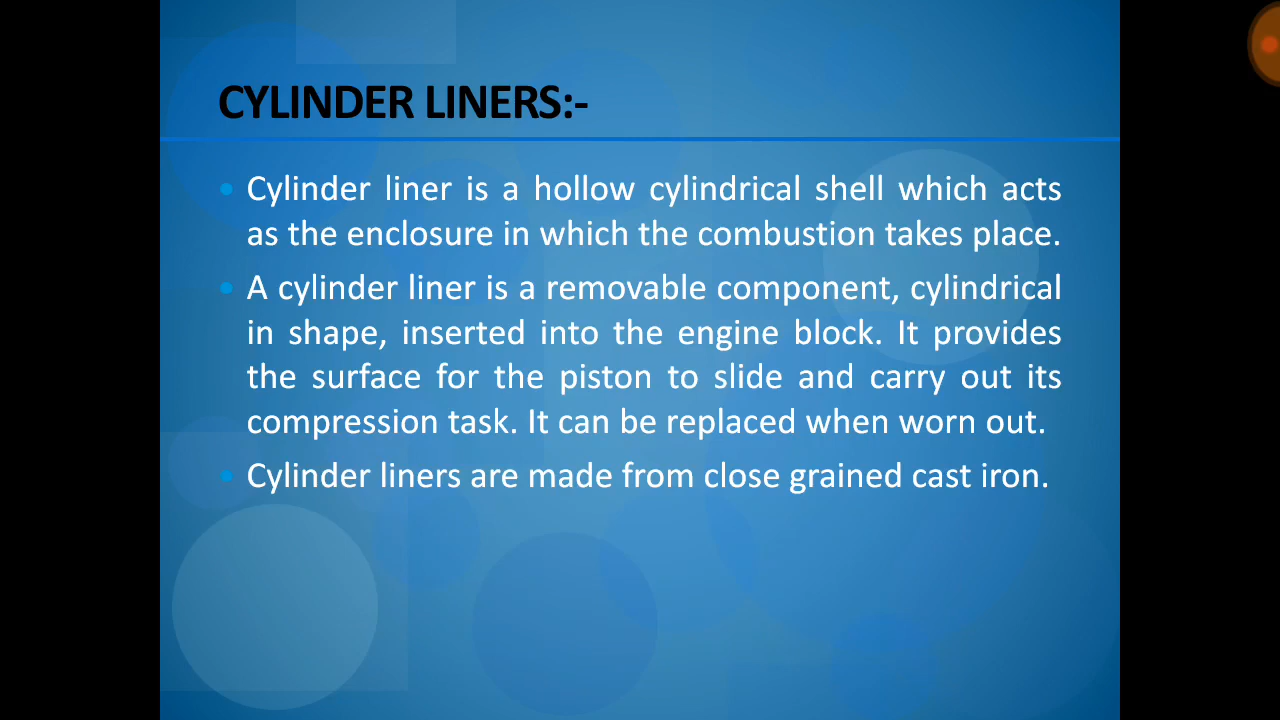 CYLINDER LINERS:-
Cylinder liner is a hollow cylindrical shell which acts
as the enclosure in which the combustion takes place.
A cylinder liner is a removable component, cylindrical
in shape, inserted into the engine block. It provides
the surface for the piston to slide and carry out its
compression task. It can be replaced when worn out.
Cylinder liners are made from close grained cast iron.